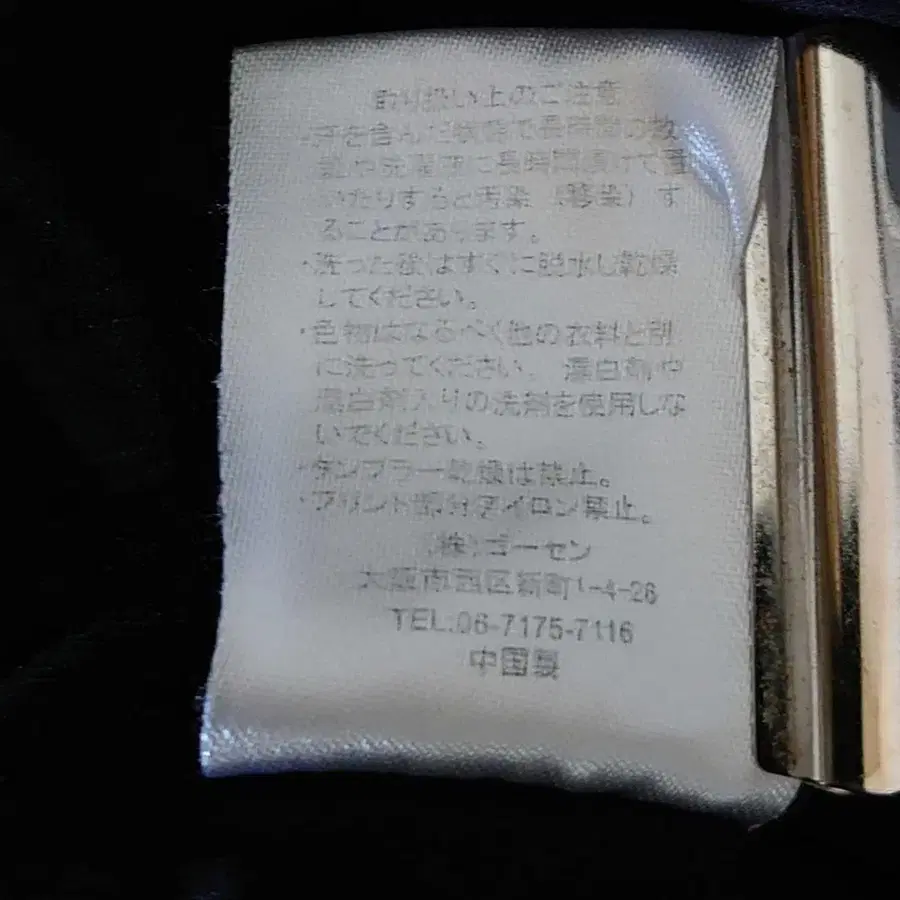 取り扱い上のご注意
・汗を含んだ状態で長時間の放
置や洗濯液に長時間漬けて置
いたりすると汚染（移染）す
ることがあります。
・洗った後はすぐに脱水し乾燥
してください。
・色物はなるべく他の衣料と別
に洗ってください。漂白剤や
漂白剤入りの洗剤を使用しな
いでください。
・タンブラー乾燥は禁止。
・プリント部分アイロン禁止。
（株）ゴーセン
大阪市西区新町1-4-26
TEL:06-7175-7116
中国製